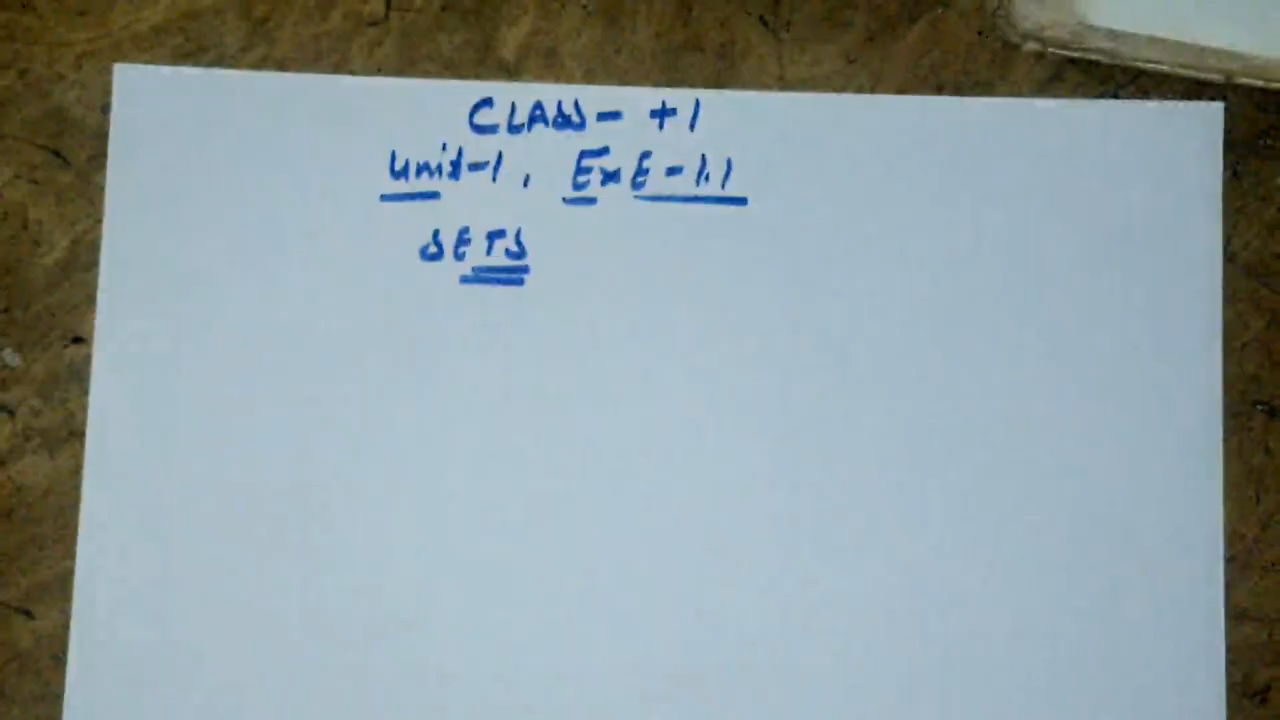 CLASS - +1
Unit-1, ExE-1.1
SETS